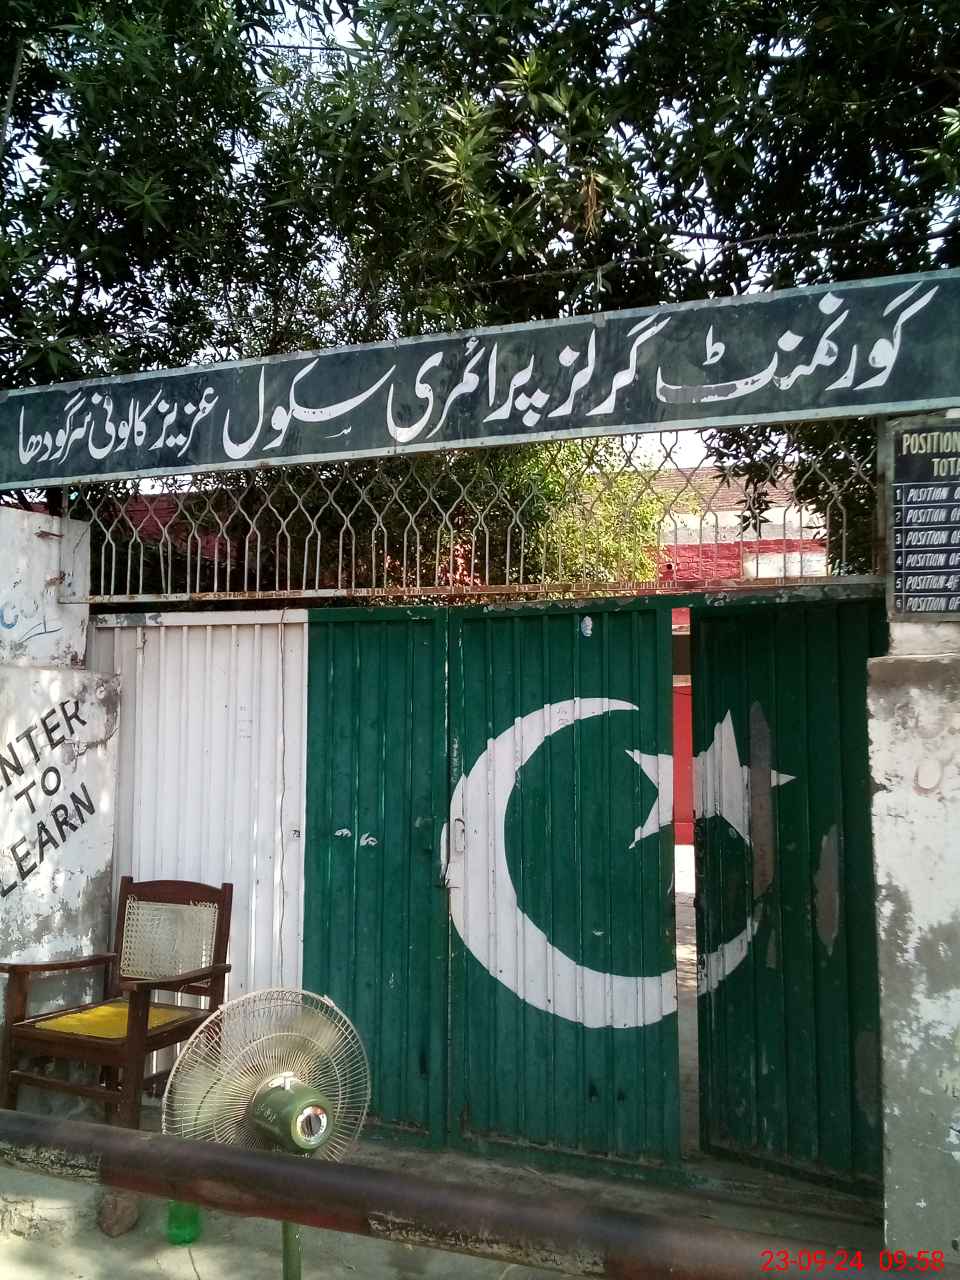 گورنمنٹ گرلز پرائمری سکول عزیز کالونی سرگودھا
POSITION
TOTA
1 POSITION O
2 POSITION OF
3 POSITION OF
4 POSITION OF
5 POSITION OF
6 POSITION OF
ENTER
TO
LEARN
23-09-24 09:58